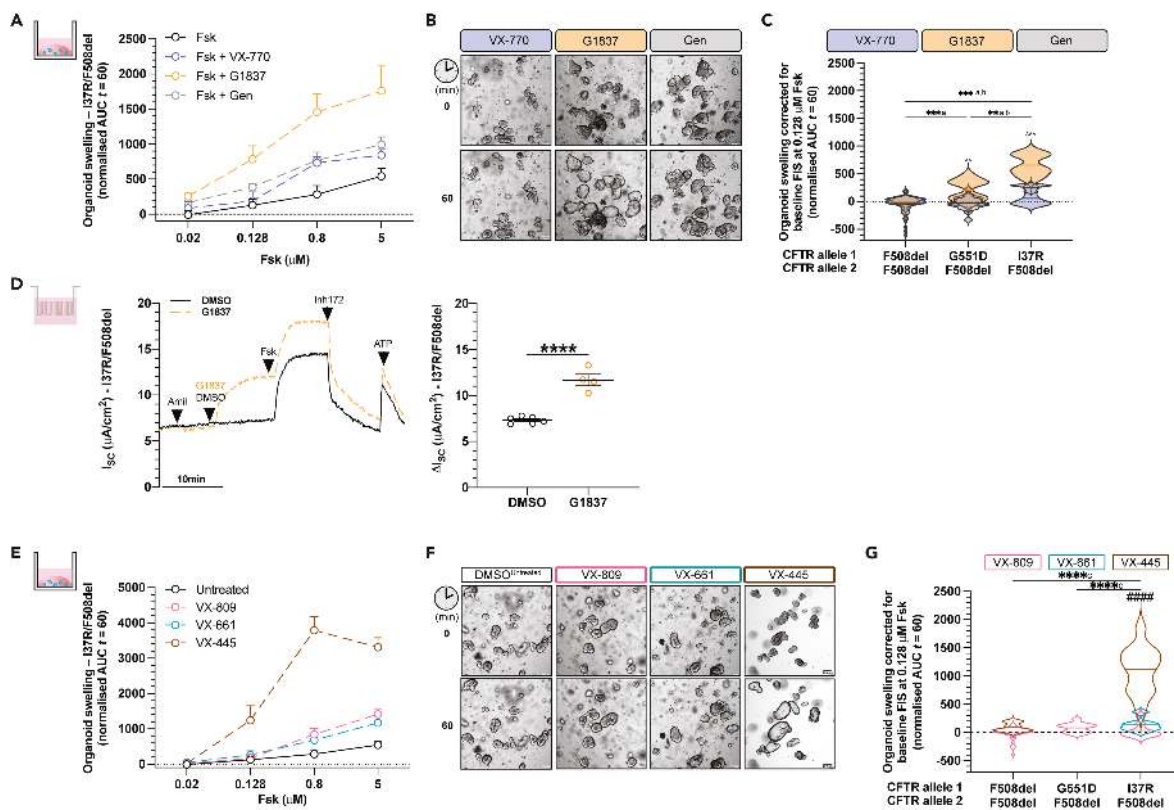 A
Organoid swelling – I37R/F508del
(normalised AUC t = 60)
2500
2000
1500
1000
500
0
Fsk
Fsk + VX-770
Fsk + G1837
Fsk + Gen
0.02
0.128
0.8
5
Fsk (μM)
B
VX-770
G1837
Gen
(min)
0
60
C
VX-770
G1837
Gen
Organoid swelling corrected for
baseline FIS at 0.128 μM Fsk
(normalised AUC t = 60)
2500
2000
1500
1000
500
0
-500
CFTR allele 1
F508del
G551D
I37R
CFTR allele 2
F508del
F508del
F508del
D
ISC (μA/cm²) - I37R/F508del
20
15
10
5
0
DMSO
G1837
Amil
G1837
DMSO
Fsk
Inh172
ATP
10min
ΔISC (μA/cm²) - I37R/F508del
20
15
10
5
0
****
DMSO
G1837
E
Organoid swelling – I37R/F508del
(normalised AUC t = 60)
5000
4000
3000
2000
1000
0
Untreated
VX-809
VX-661
VX-445
0.02
0.128
0.8
5
Fsk (μM)
F
DMSO Untreated
VX-809
VX-661
VX-445
(min)
0
60
G
VX-809
VX-661
VX-445
****c
****c
####
Organoid swelling corrected for
baseline FIS at 0.128 μM Fsk
(normalised AUC t = 60)
2500
2000
1500
1000
500
0
-500
CFTR allele 1
F508del
G551D
I37R
CFTR allele 2
F508del
F508del
F508del